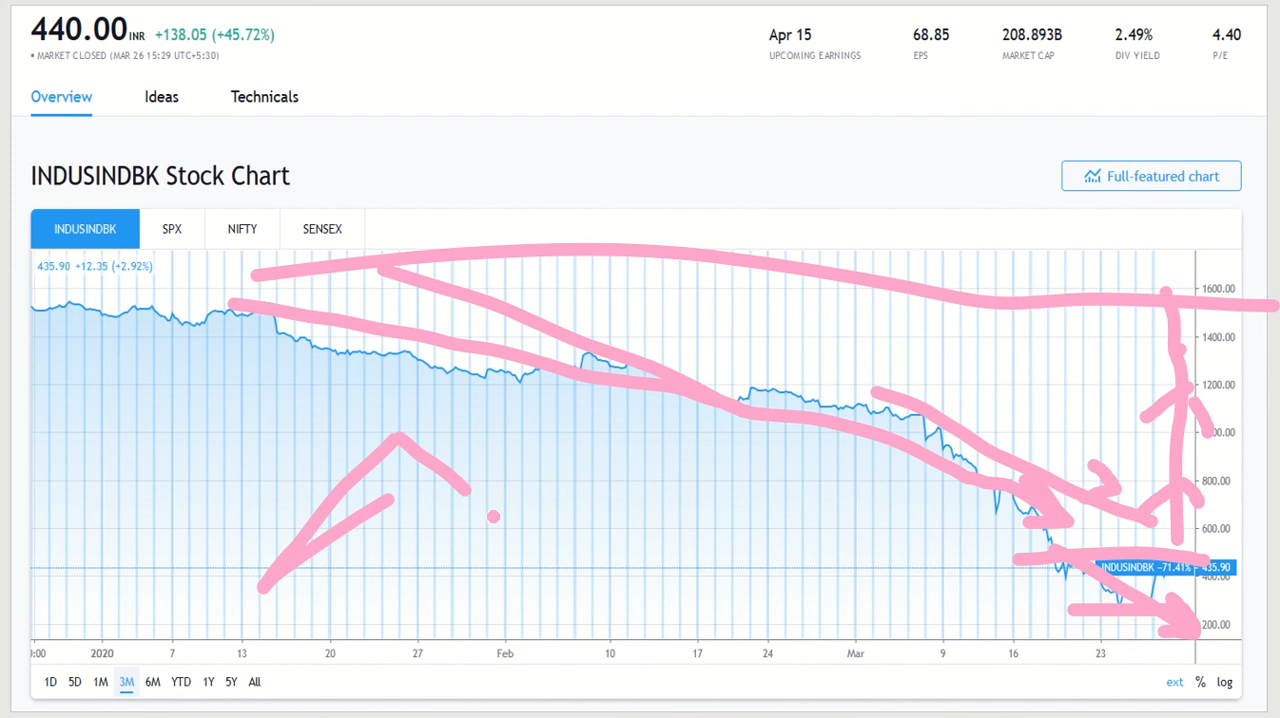 440.00 INR +138.05 (+45.72%)
• MARKET CLOSED (MAR 26 15:29 UTC+5:30)
Apr 15 68.85 208.893B 2.49% 4.40
UPCOMING EARNINGS EPS MARKET CAP DIV YIELD P/E
Overview Ideas Technicals
INDUSINDBK Stock Chart
Full-featured chart
INDUSINDBK SPX NIFTY SENSEX
435.90 +12.35 (+2.92%)
1600.00
1400.00
1200.00
800.00
600.00
INDUSINDBK −71.41%
400.00
200.00
2020 7 13 20 27 Feb 10 17 24 Mar 9 16 23
1D 5D 1M 3M 6M YTD 1Y 5Y All
ext % log